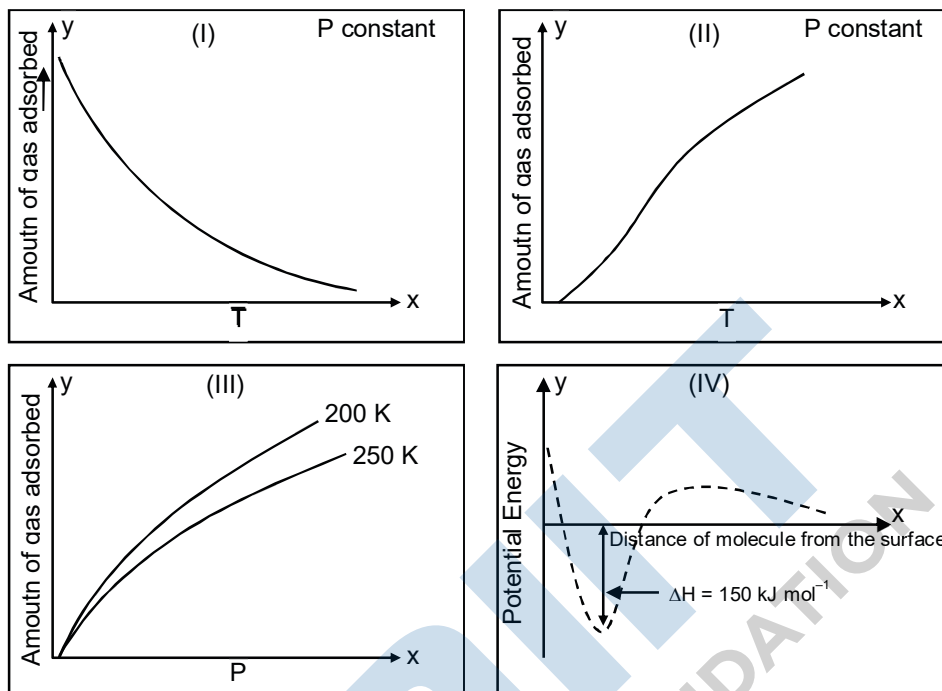 y
(I)
P constant
Amoutn of gas adsorbed
x
T
y
(II)
P constant
Amoutn of gas adsorbed
x
T
y
(III)
200 K
250 K
Amoutn of gas adsorbed
x
P
y
(IV)
Potential Energy
x
Distance of molecule from the surface
ΔH = 150 kJ mol⁻¹